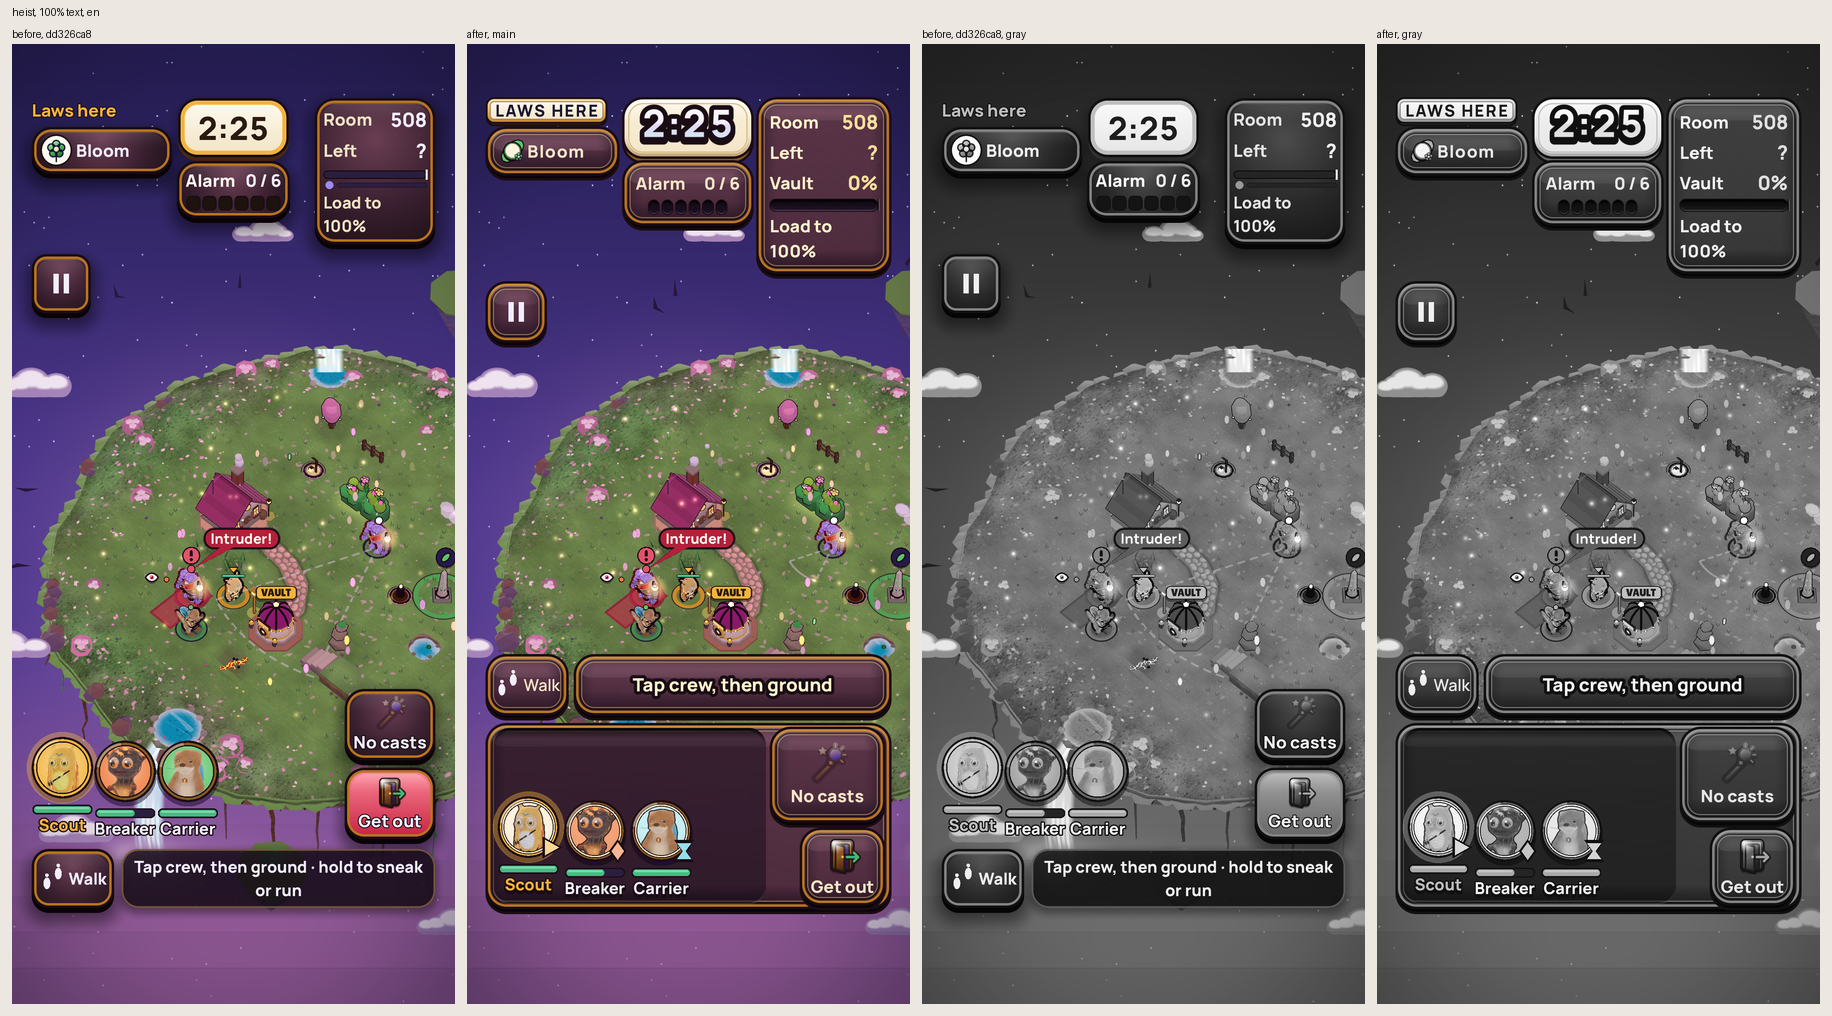 heist, 100% text, en
before, dd326ca8
Laws here
Bloom
2:25
Alarm 0 / 6
Room 508
Left ?
Load to
100%
Intruder!
VAULT
No casts
Get out
Scout
Breaker
Carrier
Walk
Tap crew, then ground · hold to sneak
or run
after, main
LAWS HERE
Bloom
2:25
Alarm 0 / 6
Room 508
Left ?
Vault 0%
Load to
100%
Intruder!
VAULT
Walk
Tap crew, then ground
No casts
Get out
Scout
Breaker
Carrier
before, dd326ca8, gray
Laws here
Bloom
2:25
Alarm 0 / 6
Room 508
Left ?
Load to
100%
Intruder!
VAULT
No casts
Get out
Scout
Breaker
Carrier
Walk
Tap crew, then ground · hold to sneak
or run
after, gray
LAWS HERE
Bloom
2:25
Alarm 0 / 6
Room 508
Left ?
Vault 0%
Load to
100%
Intruder!
VAULT
Walk
Tap crew, then ground
No casts
Get out
Scout
Breaker
Carrier